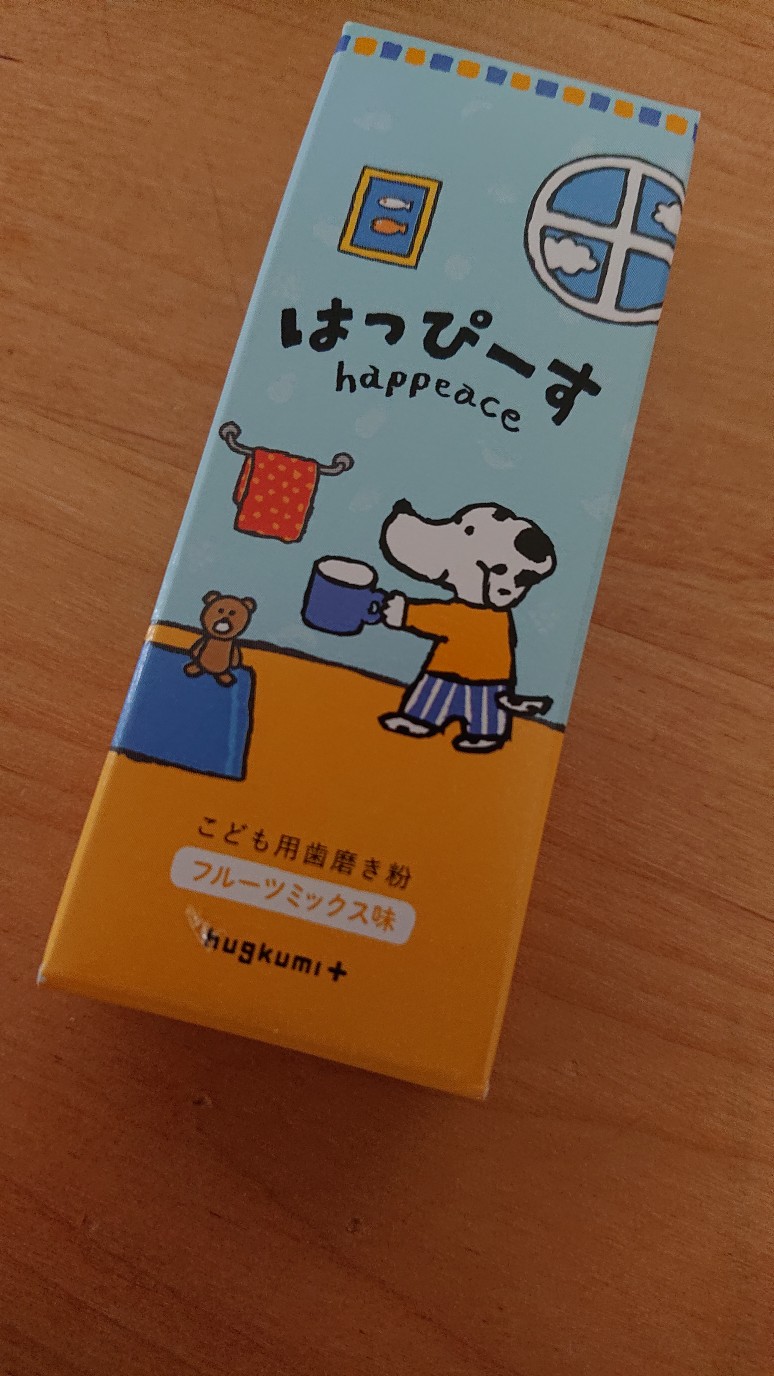 はっぴーす
happeace
こども用歯磨き粉
フルーツミックス味
hugkumi+